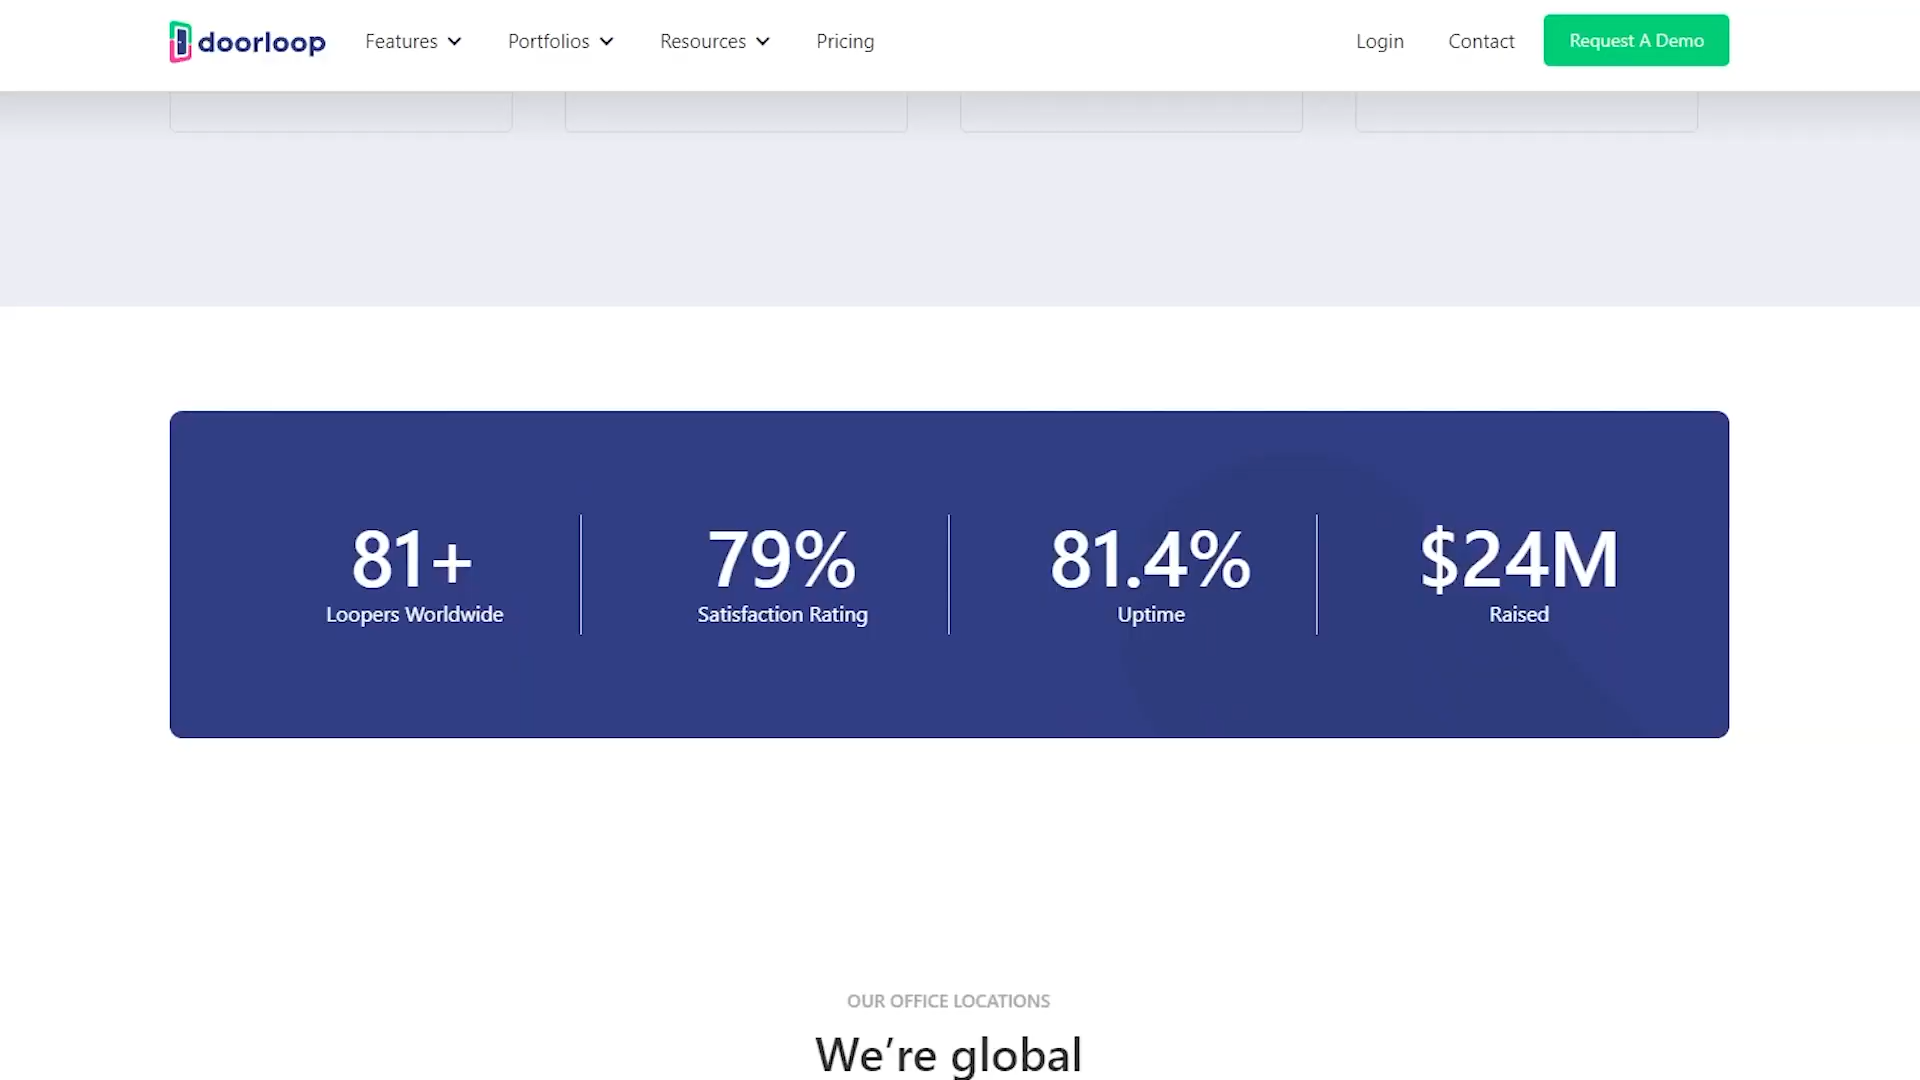 doorloop
Features
Portfolios
Resources
Pricing
Login
Contact
Request A Demo
81+
Loopers Worldwide
79%
Satisfaction Rating
81.4%
Uptime
$24M
Raised
OUR OFFICE LOCATIONS
We’re global